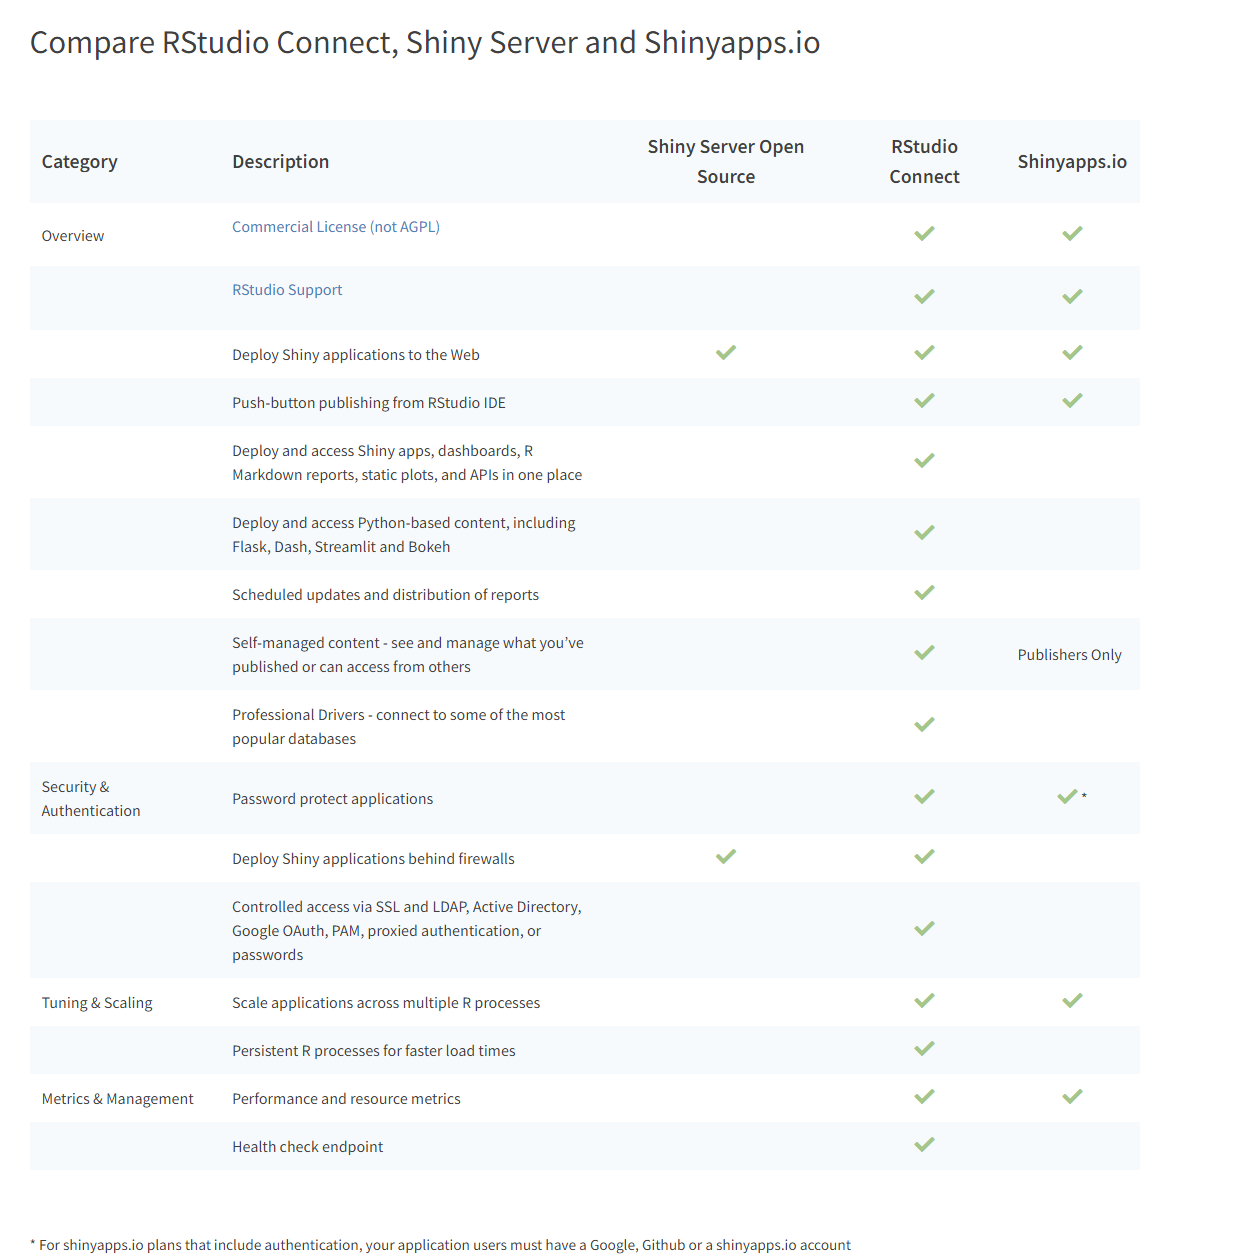 Compare RStudio Connect, Shiny Server and Shinyapps.io
Category
Description
Shiny Server Open
Source
RStudio
Connect
Shinyapps.io
Overview
Commercial License (not AGPL)
RStudio Support
Deploy Shiny applications to the Web
Push-button publishing from RStudio IDE
Deploy and access Shiny apps, dashboards, R
Markdown reports, static plots, and APIs in one place
Deploy and access Python-based content, including
Flask, Dash, Streamlit and Bokeh
Scheduled updates and distribution of reports
Self-managed content - see and manage what you’ve
published or can access from others
Publishers Only
Professional Drivers - connect to some of the most
popular databases
Security &
Authentication
Password protect applications
*
Deploy Shiny applications behind firewalls
Controlled access via SSL and LDAP, Active Directory,
Google OAuth, PAM, proxied authentication, or
passwords
Tuning & Scaling
Scale applications across multiple R processes
Persistent R processes for faster load times
Metrics & Management
Performance and resource metrics
Health check endpoint
* For shinyapps.io plans that include authentication, your application users must have a Google, Github or a shinyapps.io account